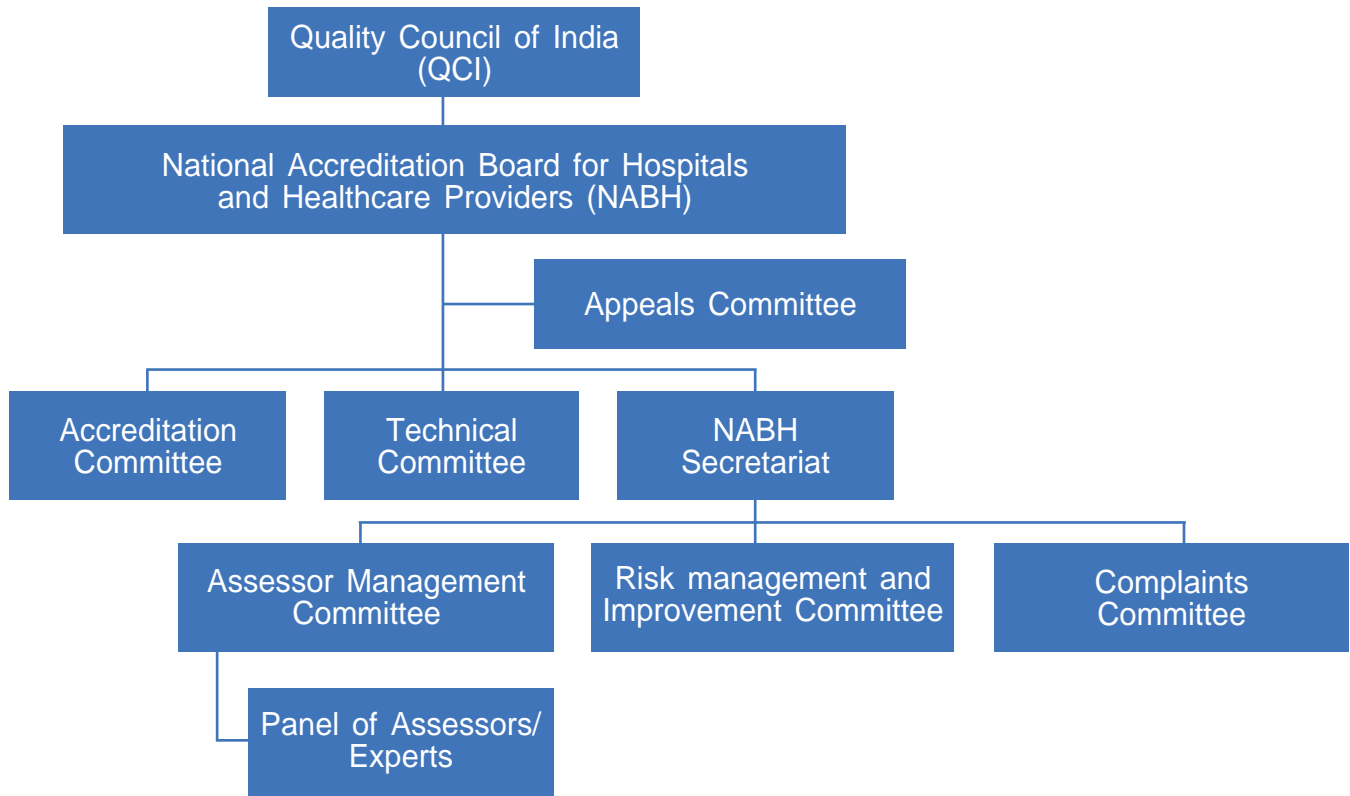 Quality Council of India
(QCI)
National Accreditation Board for Hospitals
and Healthcare Providers (NABH)
Appeals Committee
Accreditation
Committee
Technical
Committee
NABH
Secretariat
Assessor Management
Committee
Risk management and
Improvement Committee
Complaints
Committee
Panel of Assessors/
Experts